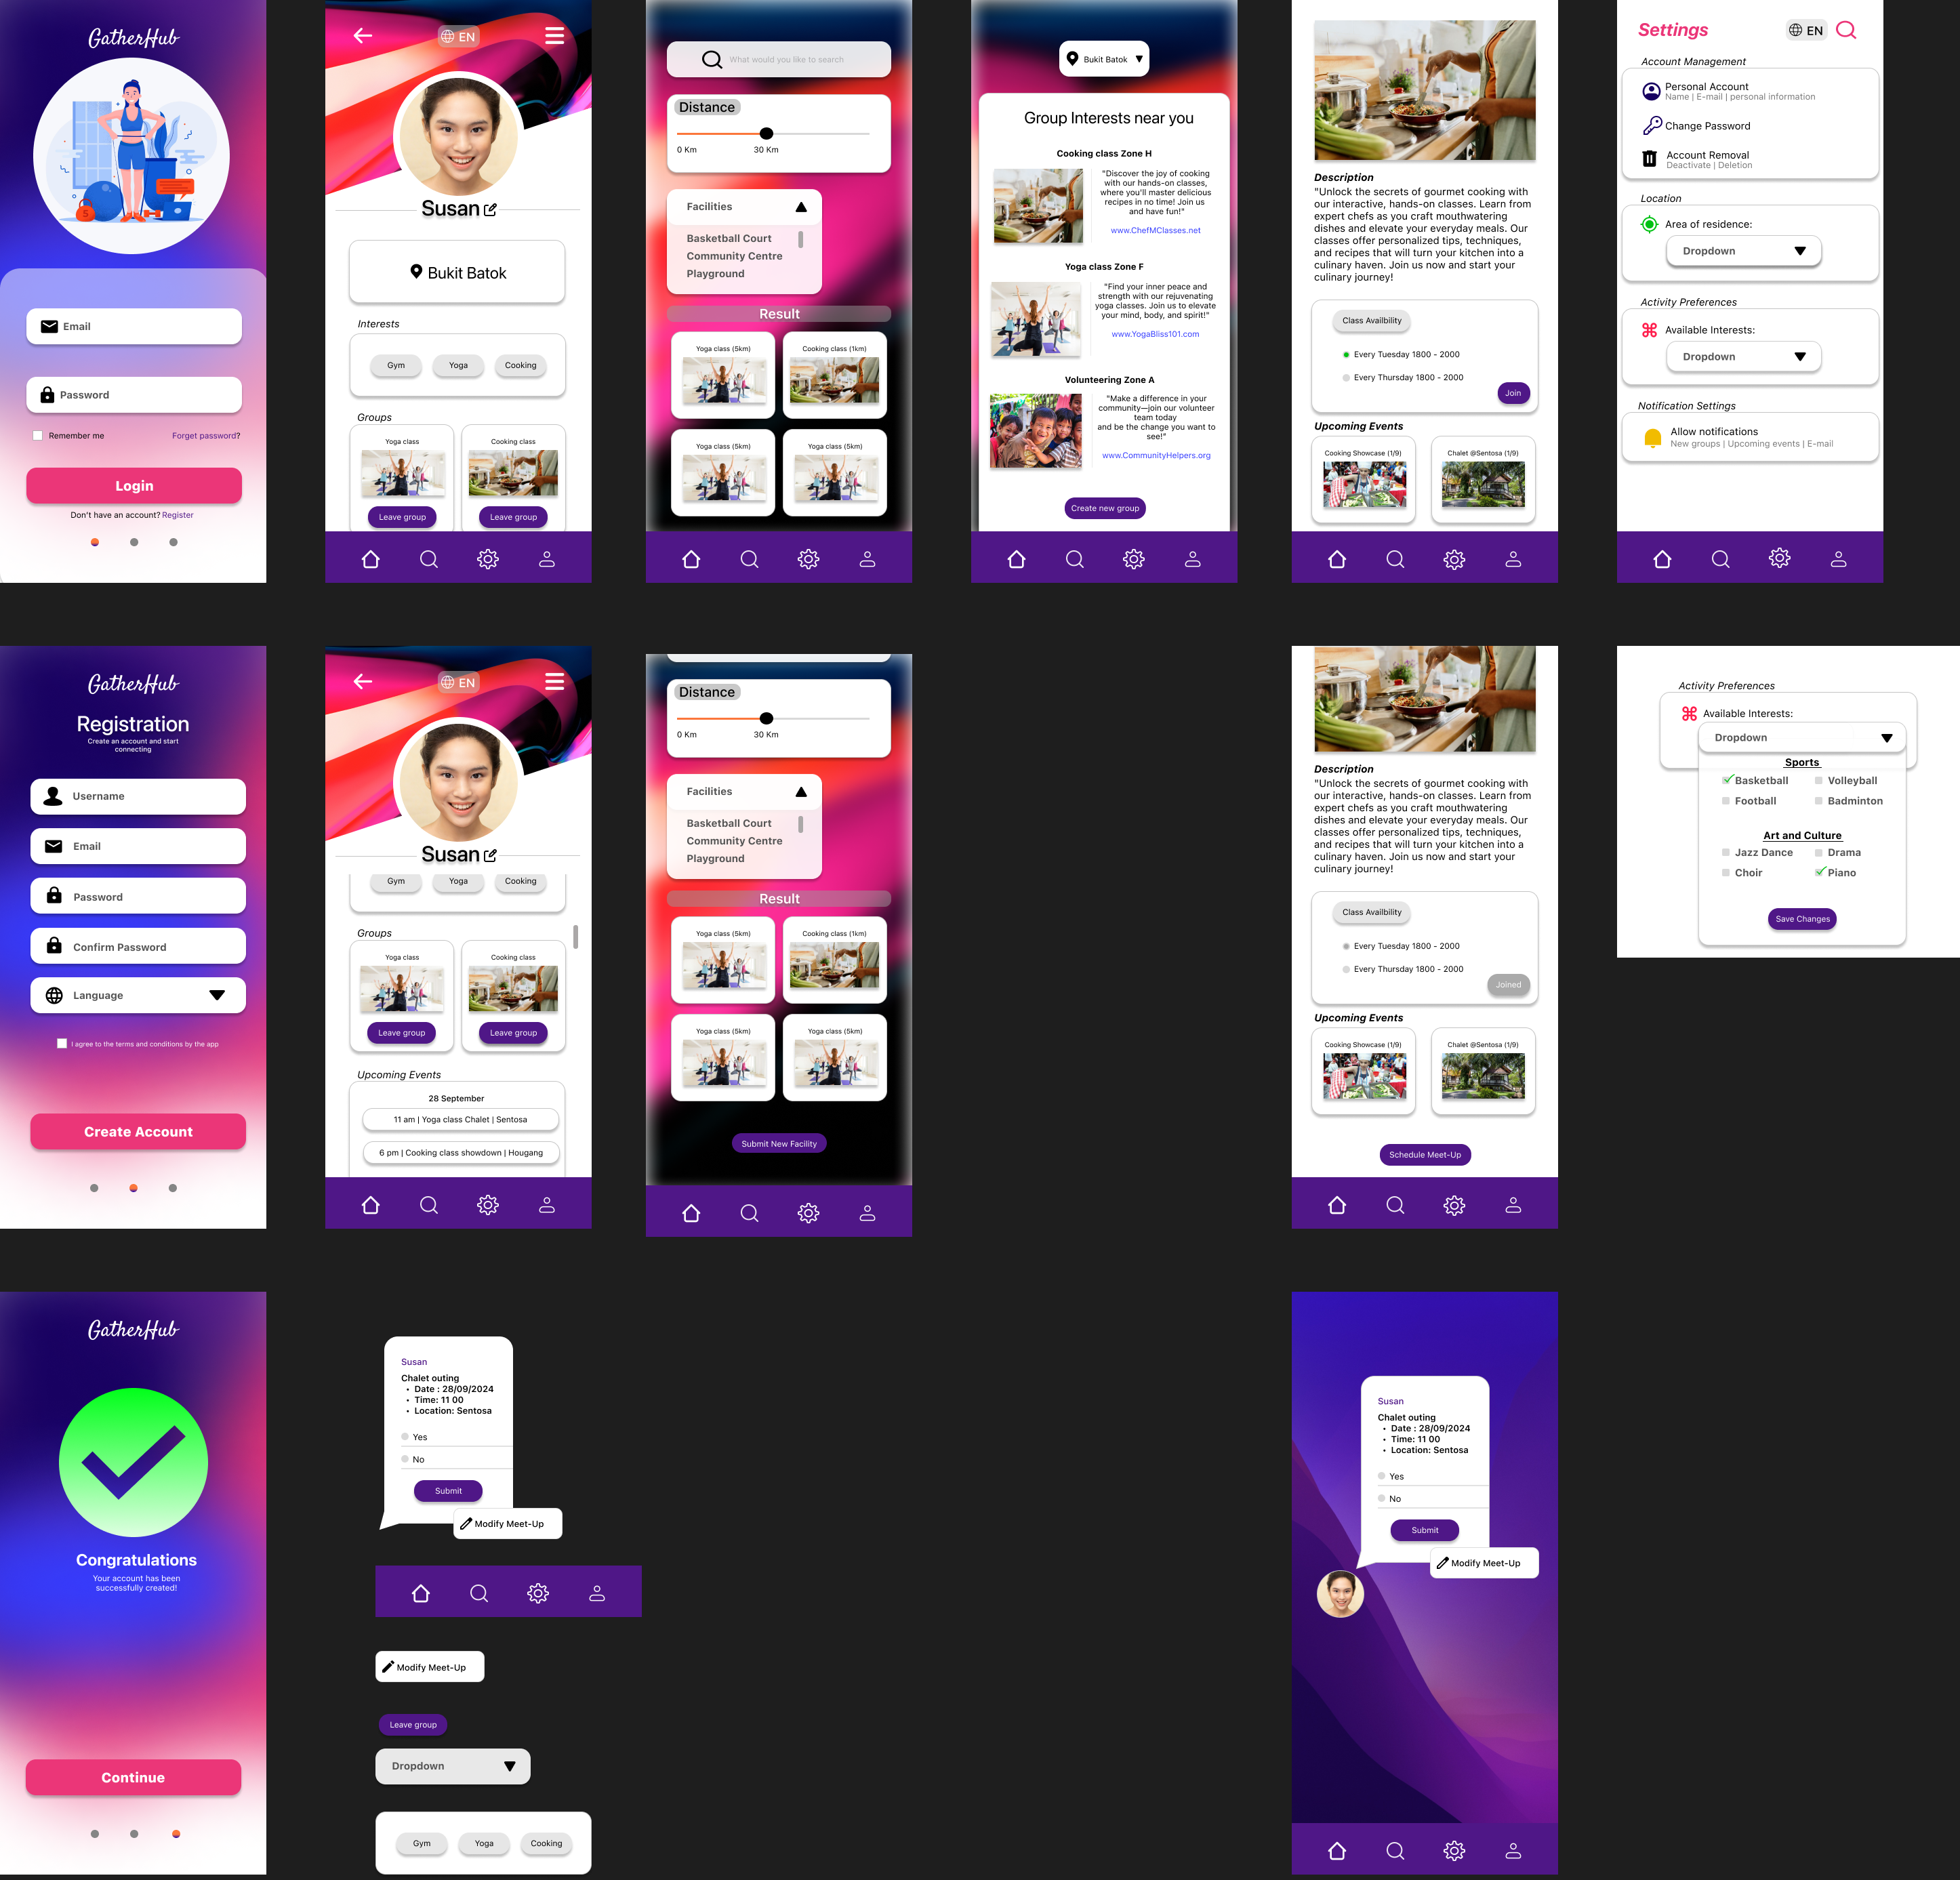 GatherHub
Email
Password
Remember me
Forget password?
Login
Don't have an account? Register
EN
Susan
Bukit Batok
Interests
Gym
Yoga
Cooking
Groups
Yoga class
Cooking class
Leave group
Leave group
What would you like to search
Distance
0 Km
30 Km
Facilities
Basketball Court
Community Centre
Playground
Result
Yoga class (5km)
Cooking class (1km)
Yoga class (5km)
Yoga class (5km)
Bukit Batok
Group Interests near you
Cooking class Zone H
"Discover the joy of cooking
with our hands-on classes,
where you'll master delicious
recipes in no time! Join us
and have fun!"
www.ChefMClasses.net
Yoga class Zone F
"Find your inner peace and
strength with our rejuvenating
yoga classes. Join us to elevate
your mind, body, and spirit!"
www.YogaBliss101.com
Volunteering Zone A
"Make a difference in your
community—join our volunteer
team today
and be the change you want to
see!"
www.CommunityHelpers.org
Create new group
Description
"Unlock the secrets of gourmet cooking with
our interactive, hands-on classes. Learn from
expert chefs as you craft mouthwatering
dishes and elevate your everyday meals. Our
classes offer personalized tips, techniques,
and recipes that will turn your kitchen into a
culinary haven. Join us now and start your
culinary journey!
Class Availbility
Every Tuesday 1800 - 2000
Every Thursday 1800 - 2000
Join
Upcoming Events
Cooking Showcase (1/9)
Chalet @Sentosa (1/9)
Settings
EN
Account Management
Personal Account
Name | E-mail | personal information
Change Password
Account Removal
Deactivate | Deletion
Location
Area of residence:
Dropdown
Activity Preferences
Available Interests:
Dropdown
Notification Settings
Allow notifications
New groups | Upcoming events | E-mail
GatherHub
Registration
Create an account and start
connecting
Username
Email
Password
Confirm Password
Language
I agree to the terms and conditions by the app
Create Account
EN
Susan
Gym
Yoga
Cooking
Groups
Yoga class
Cooking class
Leave group
Leave group
Upcoming Events
28 September
11 am | Yoga class Chalet | Sentosa
6 pm | Cooking class showdown | Hougang
Distance
0 Km
30 Km
Facilities
Basketball Court
Community Centre
Playground
Result
Yoga class (5km)
Cooking class (1km)
Yoga class (5km)
Yoga class (5km)
Submit New Facility
Description
"Unlock the secrets of gourmet cooking with
our interactive, hands-on classes. Learn from
expert chefs as you craft mouthwatering
dishes and elevate your everyday meals. Our
classes offer personalized tips, techniques,
and recipes that will turn your kitchen into a
culinary haven. Join us now and start your
culinary journey!
Class Availbility
Every Tuesday 1800 - 2000
Every Thursday 1800 - 2000
Joined
Upcoming Events
Cooking Showcase (1/9)
Chalet @Sentosa (1/9)
Schedule Meet-Up
Activity Preferences
Available Interests:
Dropdown
Sports
Basketball
Volleyball
Football
Badminton
Art and Culture
Jazz Dance
Drama
Choir
Piano
Save Changes
GatherHub
Congratulations
Your account has been
successfully created!
Continue
Susan
Chalet outing
• Date : 28/09/2024
• Time: 11 00
• Location: Sentosa
Yes
No
Submit
Modify Meet-Up
Modify Meet-Up
Leave group
Dropdown
Gym
Yoga
Cooking
Susan
Chalet outing
• Date : 28/09/2024
• Time: 11 00
• Location: Sentosa
Yes
No
Submit
Modify Meet-Up